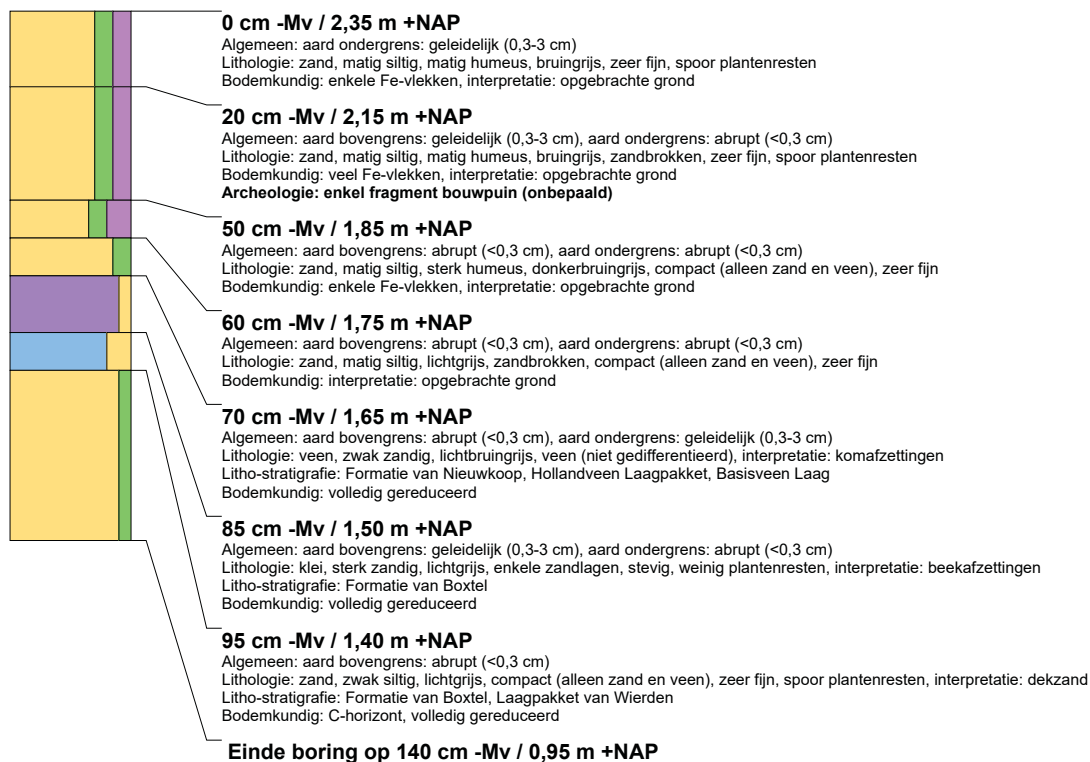 0 cm -Mv / 2,35 m +NAP
Algemeen: aard ondergrens: geleidelijk (0,3-3 cm)
Lithologie: zand, matig siltig, matig humeus, bruingrijs, zeer fijn, spoor plantenresten
Bodemkundig: enkele Fe-vlekken, interpretatie: opgebrachte grond
20 cm -Mv / 2,15 m +NAP
Algemeen: aard bovengrens: geleidelijk (0,3-3 cm), aard ondergrens: abrupt (<0,3 cm)
Lithologie: zand, matig siltig, matig humeus, bruingrijs, zandbrokken, zeer fijn, spoor plantenresten
Bodemkundig: veel Fe-vlekken, interpretatie: opgebrachte grond
Archeologie: enkel fragment bouwpuin (onbepaald)
50 cm -Mv / 1,85 m +NAP
Algemeen: aard bovengrens: abrupt (<0,3 cm), aard ondergrens: abrupt (<0,3 cm)
Lithologie: zand, matig siltig, sterk humeus, donkerbruingrijs, compact (alleen zand en veen), zeer fijn
Bodemkundig: enkele Fe-vlekken, interpretatie: opgebrachte grond
60 cm -Mv / 1,75 m +NAP
Algemeen: aard bovengrens: abrupt (<0,3 cm), aard ondergrens: abrupt (<0,3 cm)
Lithologie: zand, matig siltig, lichtgrijs, zandbrokken, compact (alleen zand en veen), zeer fijn
Bodemkundig: interpretatie: opgebrachte grond
70 cm -Mv / 1,65 m +NAP
Algemeen: aard bovengrens: abrupt (<0,3 cm), aard ondergrens: geleidelijk (0,3-3 cm)
Lithologie: veen, zwak zandig, lichtbruingrijs, veen (niet gedifferentieerd), interpretatie: komafzettingen
Litho-stratigrafie: Formatie van Nieuwkoop, Hollandveen Laagpakket, Basisveen Laag
Bodemkundig: volledig gereduceerd
85 cm -Mv / 1,50 m +NAP
Algemeen: aard bovengrens: geleidelijk (0,3-3 cm), aard ondergrens: abrupt (<0,3 cm)
Lithologie: klei, sterk zandig, lichtgrijs, enkele zandlagen, stevig, weinig plantenresten, interpretatie: beekafzettingen
Litho-stratigrafie: Formatie van Boxtel
Bodemkundig: volledig gereduceerd
95 cm -Mv / 1,40 m +NAP
Algemeen: aard bovengrens: abrupt (<0,3 cm)
Lithologie: zand, zwak siltig, lichtgrijs, compact (alleen zand en veen), zeer fijn, spoor plantenresten, interpretatie: dekzand
Litho-stratigrafie: Formatie van Boxtel, Laagpakket van Wierden
Bodemkundig: C-horizont, volledig gereduceerd
Einde boring op 140 cm -Mv / 0,95 m +NAP